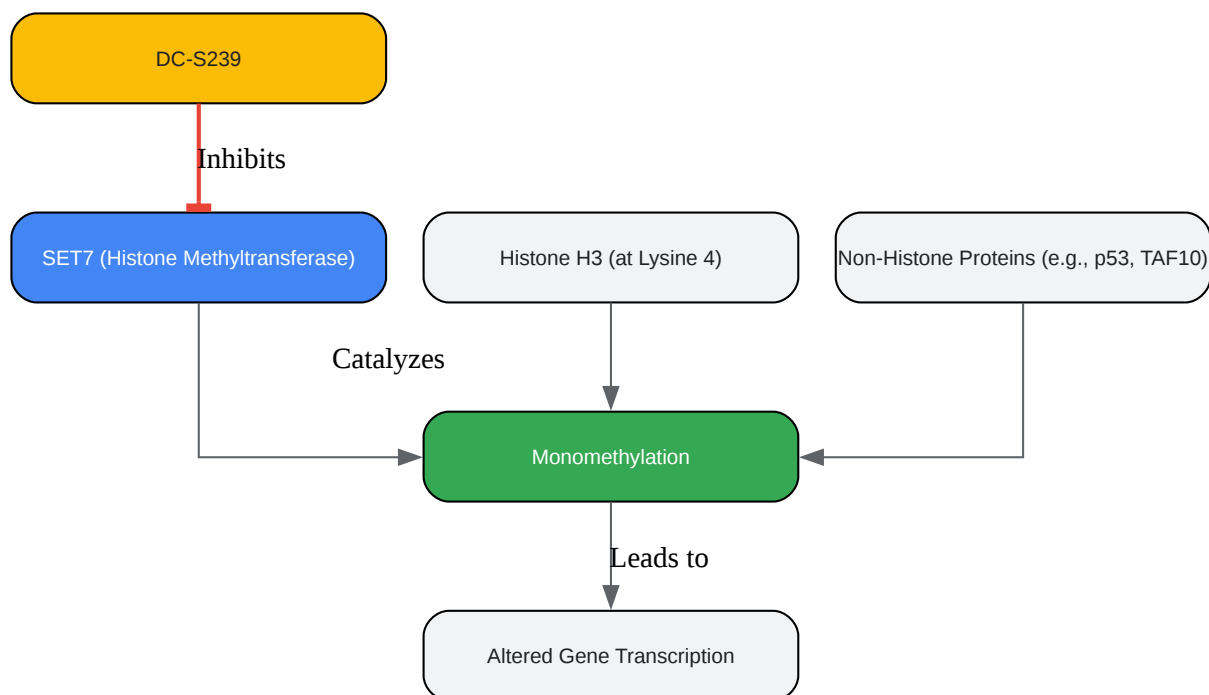 DC-S239
Inhibits
SET7 (Histone Methyltransferase)
Histone H3 (at Lysine 4)
Non-Histone Proteins (e.g., p53, TAF10)
Catalyzes
Monomethylation
Leads to
Altered Gene Transcription